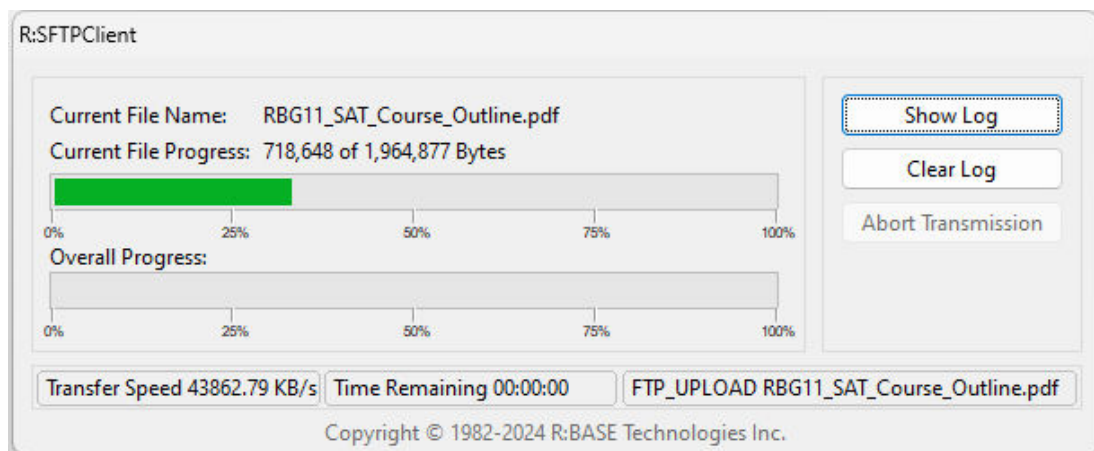 R:SFTPClient
Current File Name: RBG11_SAT_Course_Outline.pdf
Current File Progress: 718,648 of 1,964,877 Bytes
0% 25% 50% 75% 100%
Overall Progress:
0% 25% 50% 75% 100%
Show Log
Clear Log
Abort Transmission
Transfer Speed 43862.79 KB/s Time Remaining 00:00:00 FTP_UPLOAD RBG11_SAT_Course_Outline.pdf
Copyright © 1982-2024 R:BASE Technologies Inc.